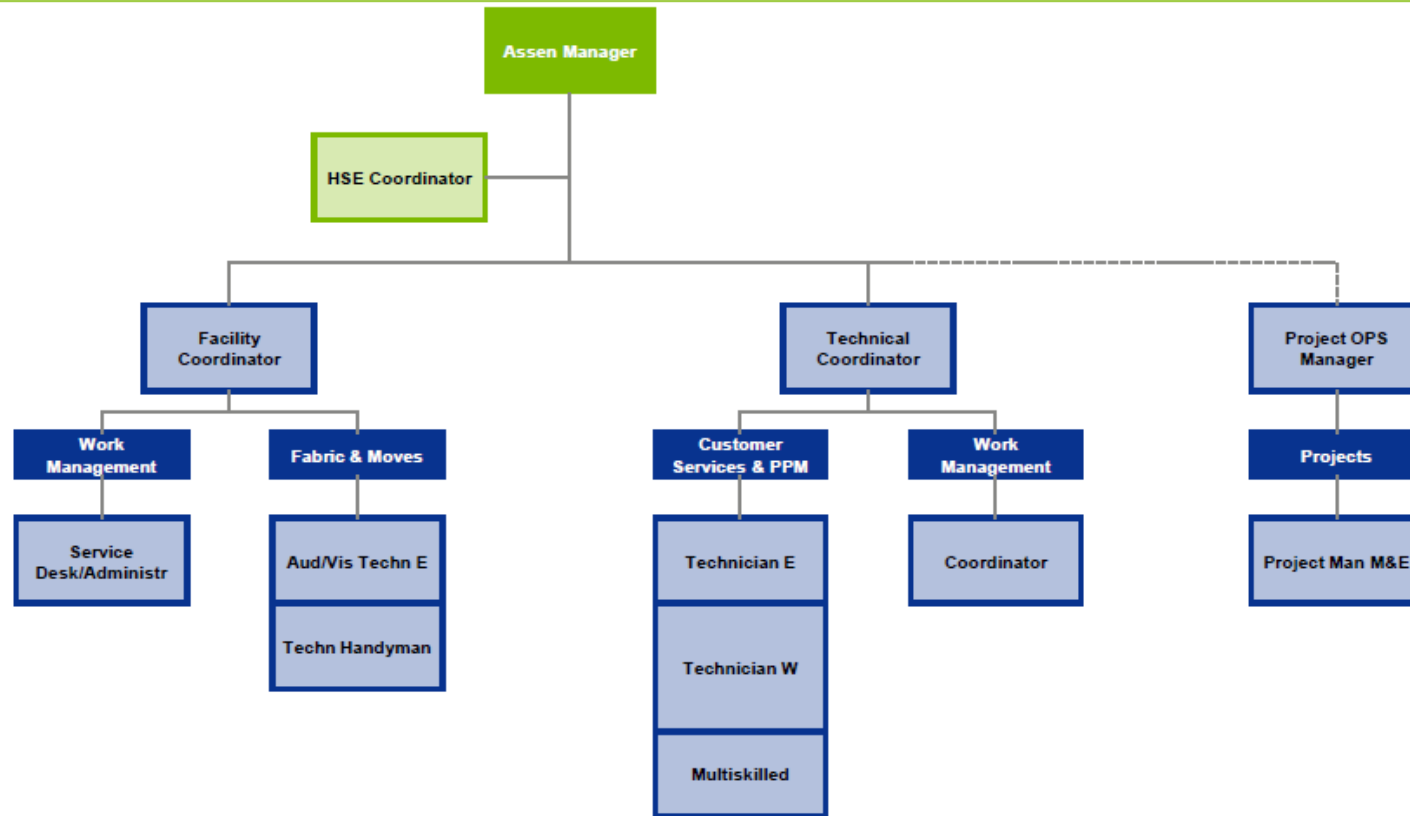 Assen Manager
HSE Coordinator
Facility
Coordinator
Technical
Coordinator
Project OPS
Manager
Work
Management
Fabric & Moves
Customer
Services & PPM
Work
Management
Projects
Service
Desk/Administr
Aud/Vis Techn E
Technician E
Coordinator
Project Man M&E
Techn Handyman
Technician W
Multiskilled